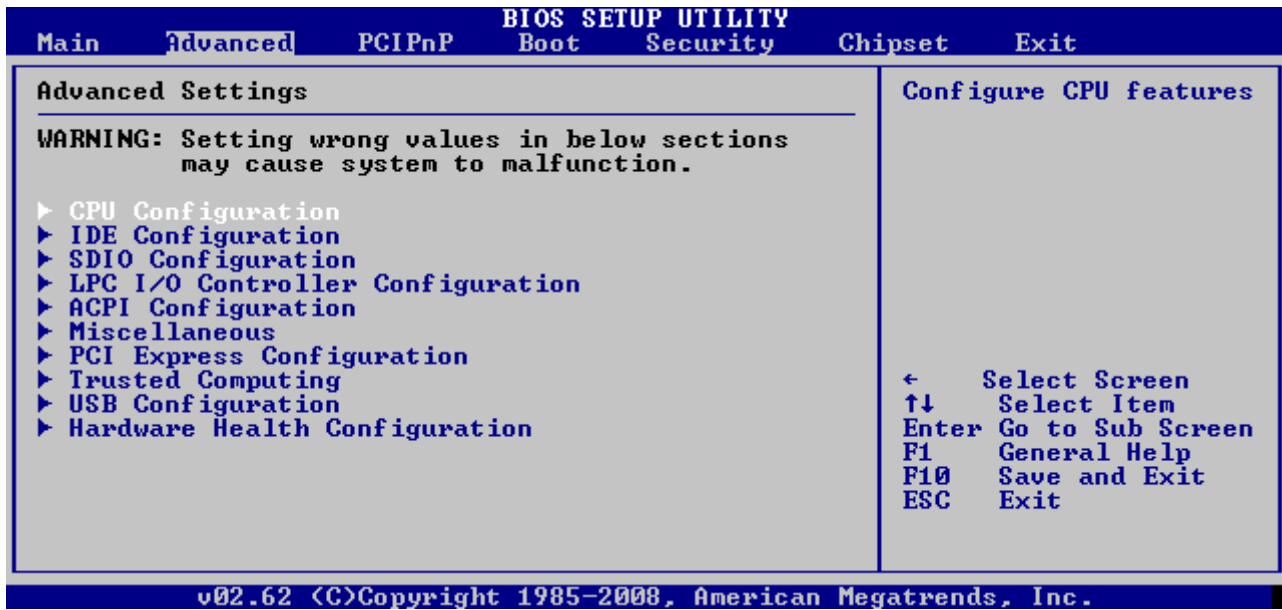 BIOS SETUP UTILITY
Main Advanced PCIPnP Boot Security Chipset Exit
Advanced Settings
WARNING: Setting wrong values in below sections
may cause system to malfunction.
► CPU Configuration
► IDE Configuration
► SDIO Configuration
► LPC I/O Controller Configuration
► ACPI Configuration
► Miscellaneous
► PCI Express Configuration
► Trusted Computing
► USB Configuration
► Hardware Health Configuration
Configure CPU features
← Select Screen
↑↓ Select Item
Enter Go to Sub Screen
F1 General Help
F10 Save and Exit
ESC Exit
v02.62 (C)Copyright 1985-2008, American Megatrends, Inc.